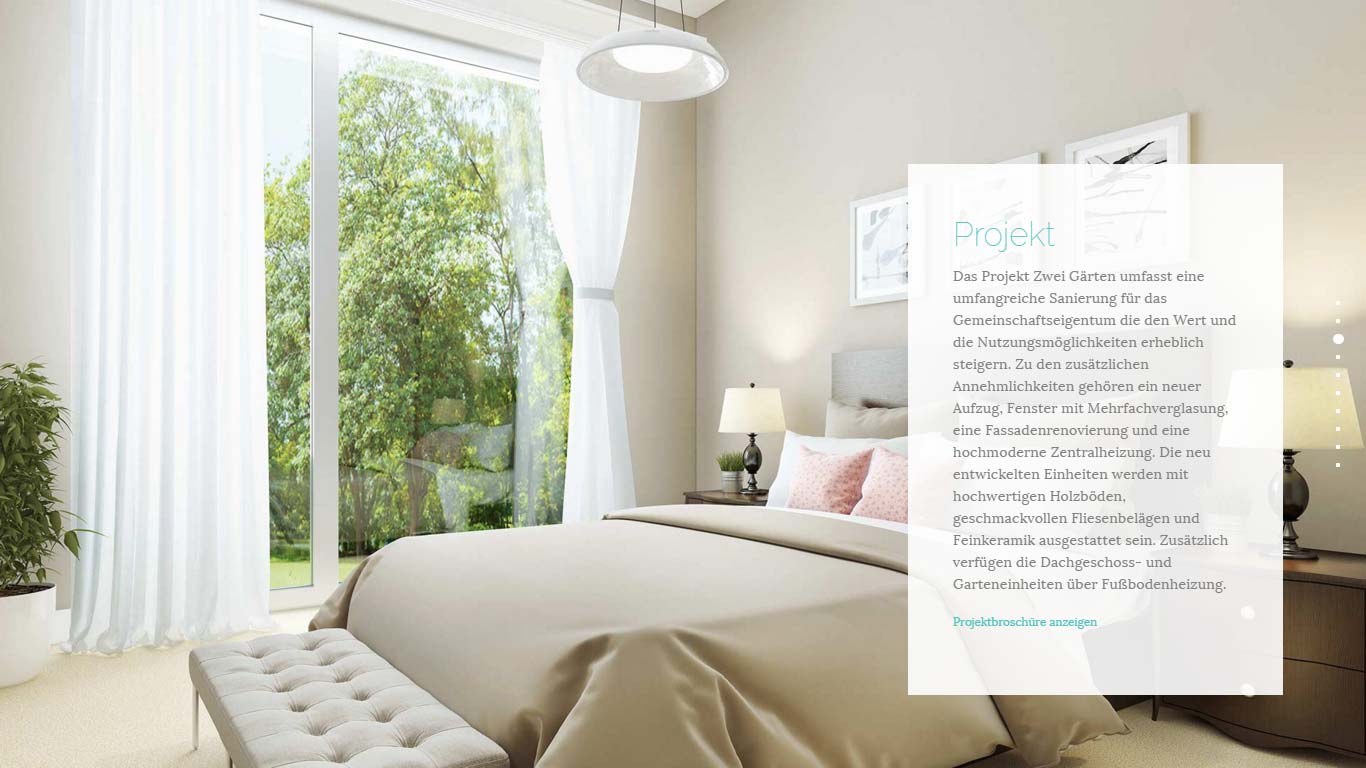 Projekt
Das Projekt Zwei Gärten umfasst eine
umfangreiche Sanierung für das
Gemeinschaftseigentum die den Wert und
die Nutzungsmöglichkeiten erheblich
steigern. Zu den zusätzlichen
Annehmlichkeiten gehören ein neuer
Aufzug, Fenster mit Mehrfachverglasung,
eine Fassadenrenovierung und eine
hochmoderne Zentralheizung. Die neu
entwickelten Einheiten werden mit
hochwertigen Holzböden,
geschmackvollen Fliesenbelägen und
Feinkeramik ausgestattet sein. Zusätzlich
verfügen die Dachgeschoss- und
Garteneinheiten über Fußbodenheizung.
Projektbroschüre anzeigen